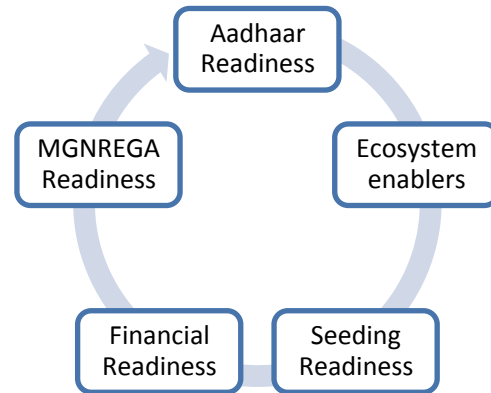 Aadhaar
Readiness
Ecosystem
enablers
Seeding
Readiness
Financial
Readiness
MGNREGA
Readiness